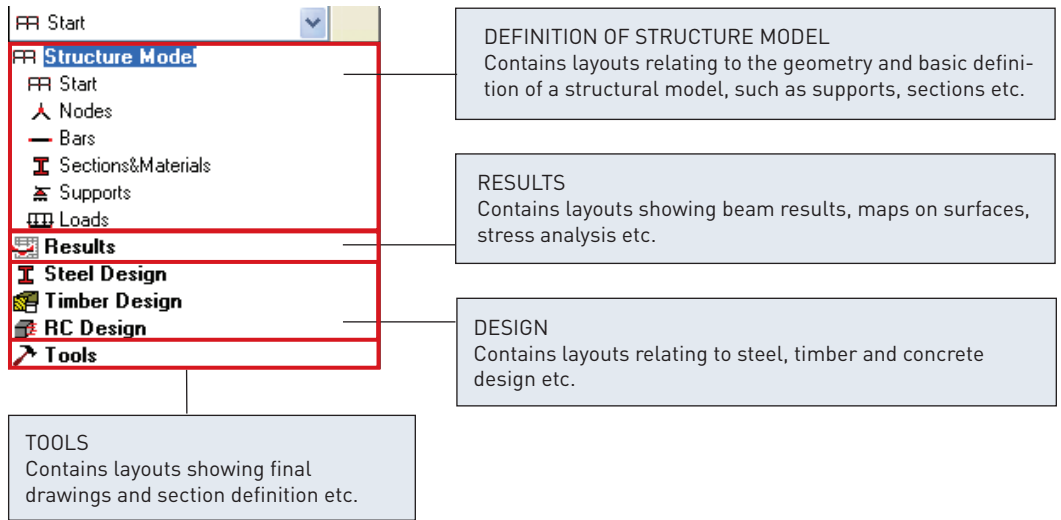 Start
Structure Model
Start
Nodes
Bars
Sections&Materials
Supports
Loads
Results
Steel Design
Timber Design
RC Design
Tools
DEFINITION OF STRUCTURE MODEL
Contains layouts relating to the geometry and basic defini-
tion of a structural model, such as supports, sections etc.
RESULTS
Contains layouts showing beam results, maps on surfaces,
stress analysis etc.
DESIGN
Contains layouts relating to steel, timber and concrete
design etc.
TOOLS
Contains layouts showing final
drawings and section definition etc.